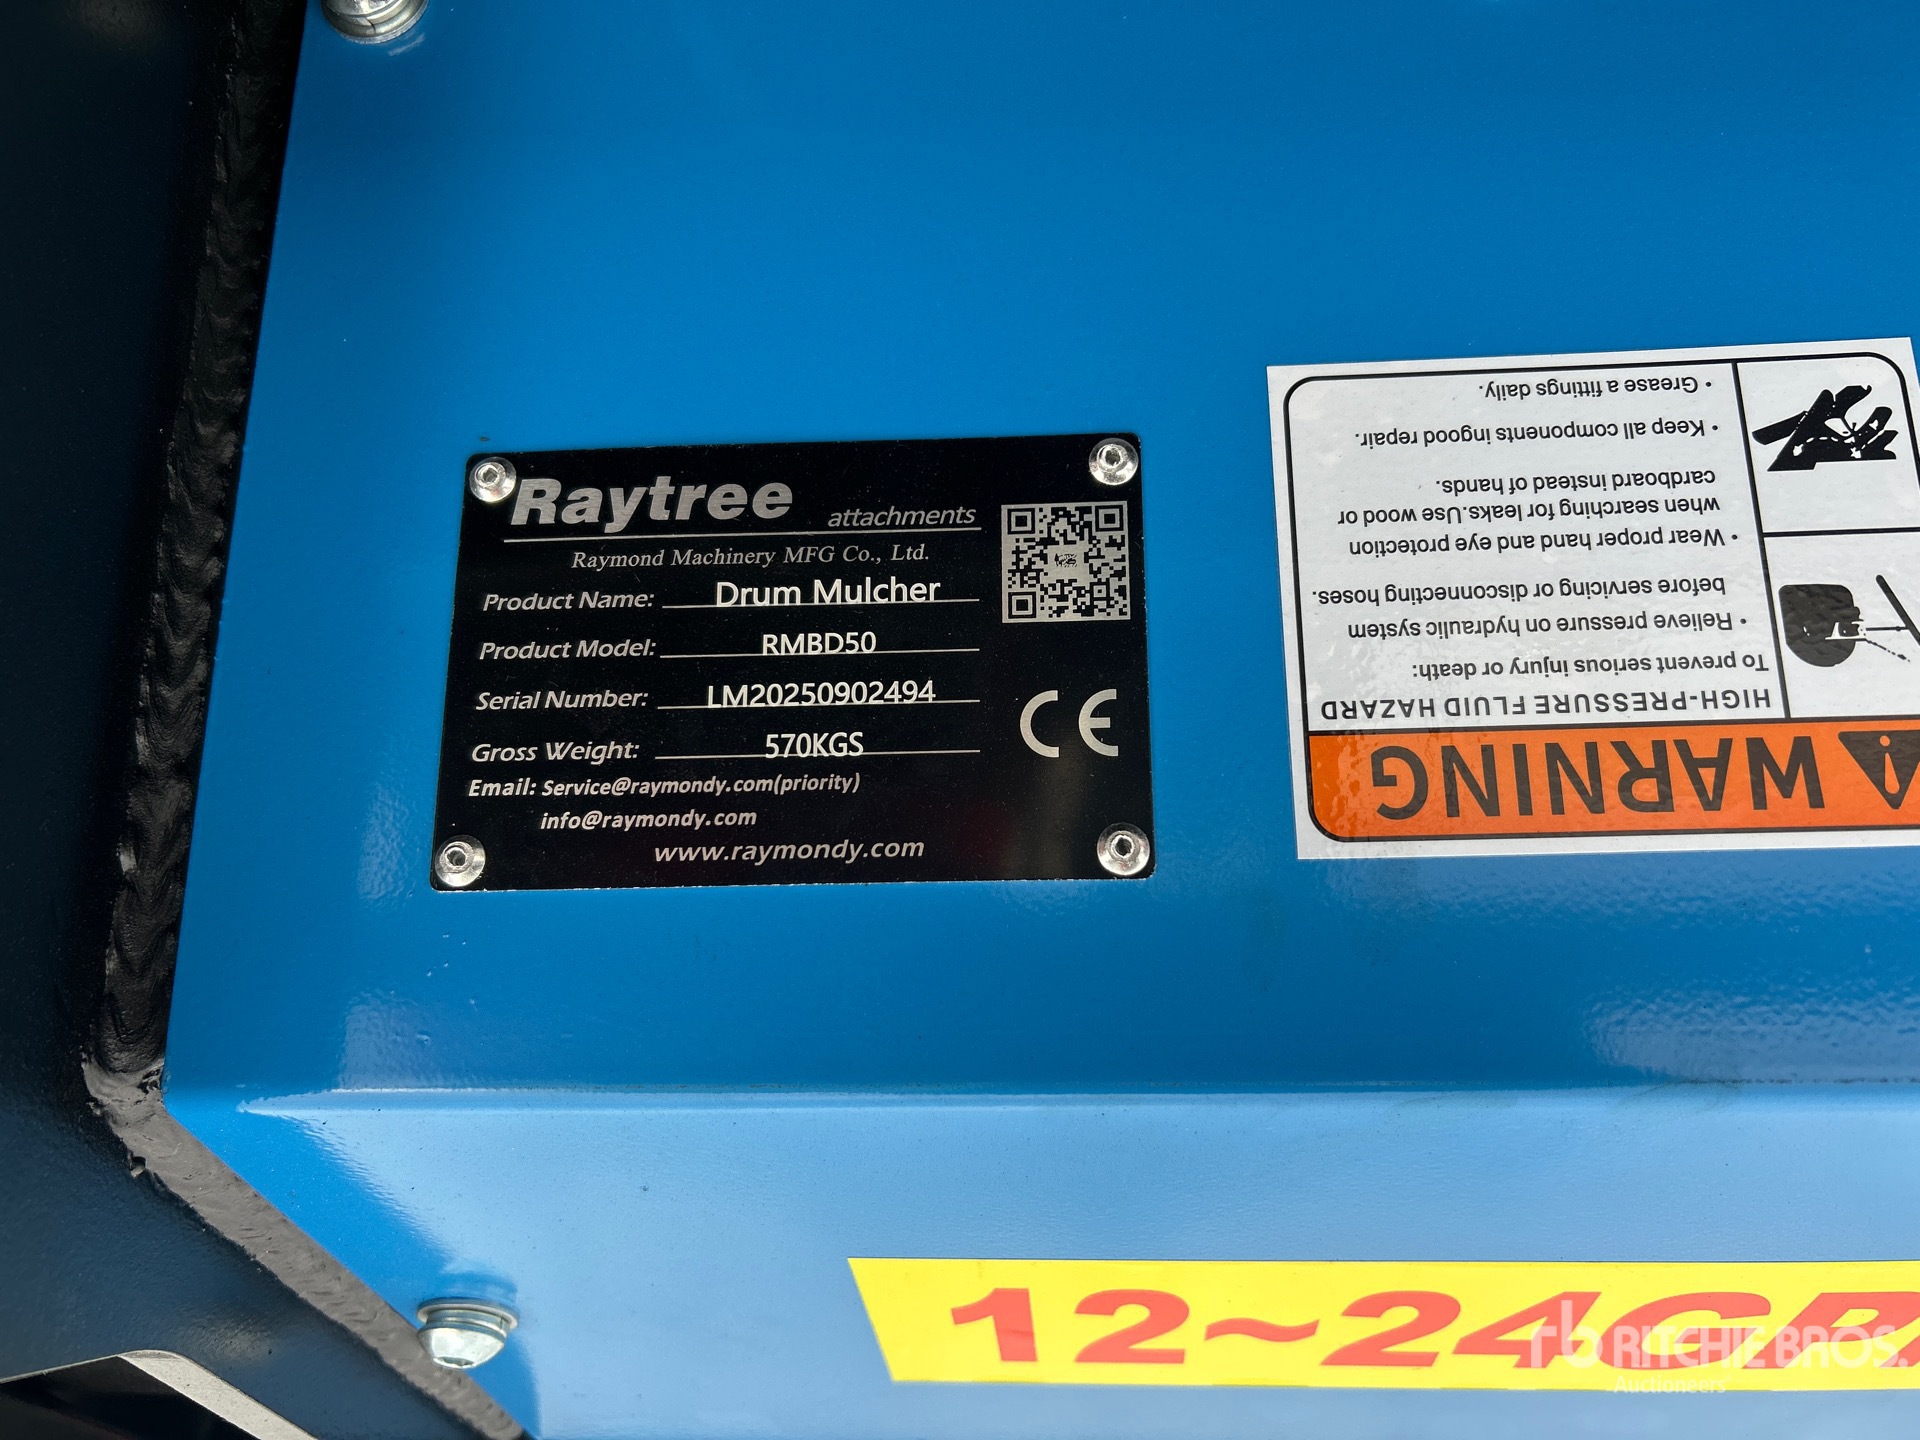 Raytree
attachments
Raymond Machinery MFG Co., Ltd.
Product Name: Drum Mulcher
Product Model: RMBD50
Serial Number: LM20250902494
Gross Weight: 570KGS
Email: Service@raymondy.com(priority)
info@raymondy.com
www.raymondy.com
CE
WARNING
HIGH-PRESSURE FLUID HAZARD
To prevent serious injury or death:
• Relieve pressure on hydraulic system
before servicing or disconnecting hoses.
• Wear proper hand and eye protection
when searching for leaks.Use wood or
cardboard instead of hands.
• Keep all components ingood repair.
• Grease a fittings daily.
12~24GP
rb RITCHIE BROS.
Auctioneers